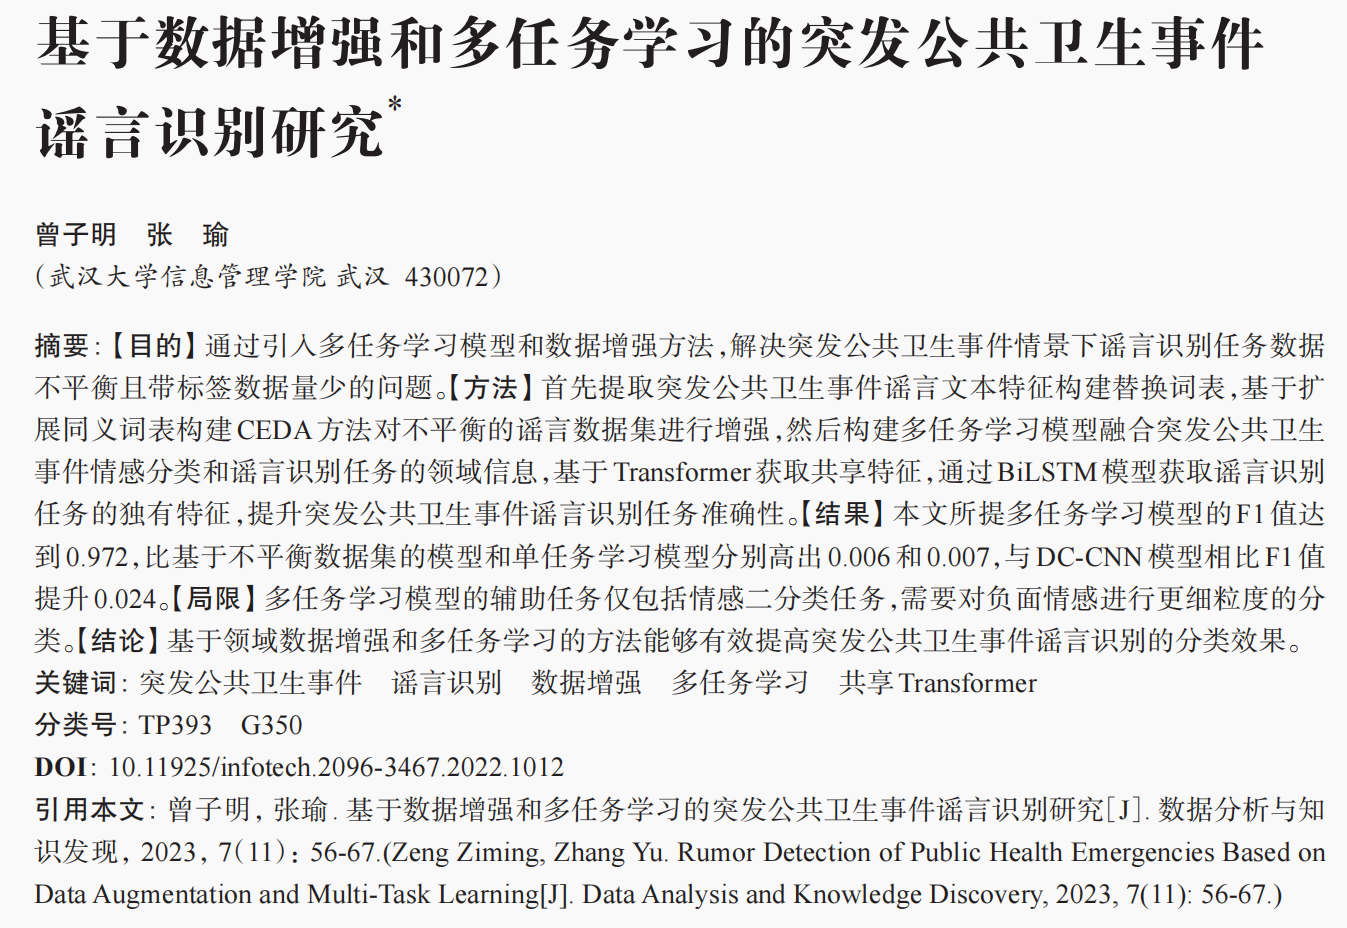 基于数据增强和多任务学习的突发公共卫生事件
谣言识别研究*
曾子明　张　瑜
（武汉大学信息管理学院 武汉 430072）
摘要：【目的】通过引入多任务学习模型和数据增强方法，解决突发公共卫生事件情景下谣言识别任务数据
不平衡且带标签数据量少的问题。【方法】首先提取突发公共卫生事件谣言文本特征构建替换词表，基于扩
展同义词表构建CEDA方法对不平衡的谣言数据集进行增强，然后构建多任务学习模型融合突发公共卫生
事件情感分类和谣言识别任务的领域信息，基于Transformer获取共享特征，通过BiLSTM模型获取谣言识别
任务的独有特征，提升突发公共卫生事件谣言识别任务准确性。【结果】本文所提多任务学习模型的F1值达
到0.972，比基于不平衡数据集的模型和单任务学习模型分别高出0.006和0.007，与DC-CNN模型相比F1值
提升0.024。【局限】多任务学习模型的辅助任务仅包括情感二分类任务，需要对负面情感进行更细粒度的分
类。【结论】基于领域数据增强和多任务学习的方法能够有效提高突发公共卫生事件谣言识别的分类效果。
关键词：突发公共卫生事件　谣言识别　数据增强　多任务学习　共享Transformer
分类号：TP393　G350
DOI：10.11925/infotech.2096-3467.2022.1012
引用本文：曾子明, 张瑜. 基于数据增强和多任务学习的突发公共卫生事件谣言识别研究[J]. 数据分析与知
识发现, 2023, 7(11): 56-67.(Zeng Ziming, Zhang Yu. Rumor Detection of Public Health Emergencies Based on
Data Augmentation and Multi-Task Learning[J]. Data Analysis and Knowledge Discovery, 2023, 7(11): 56-67.)